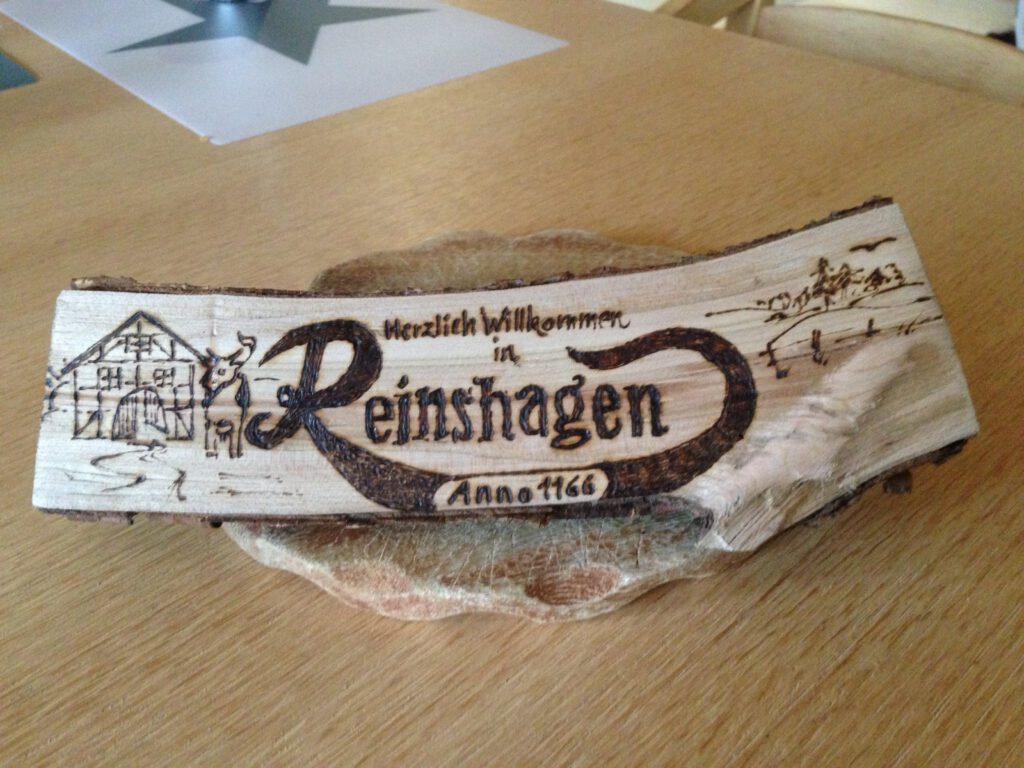 Herzlich Willkommen
in
Reinshagen
Anno 1166